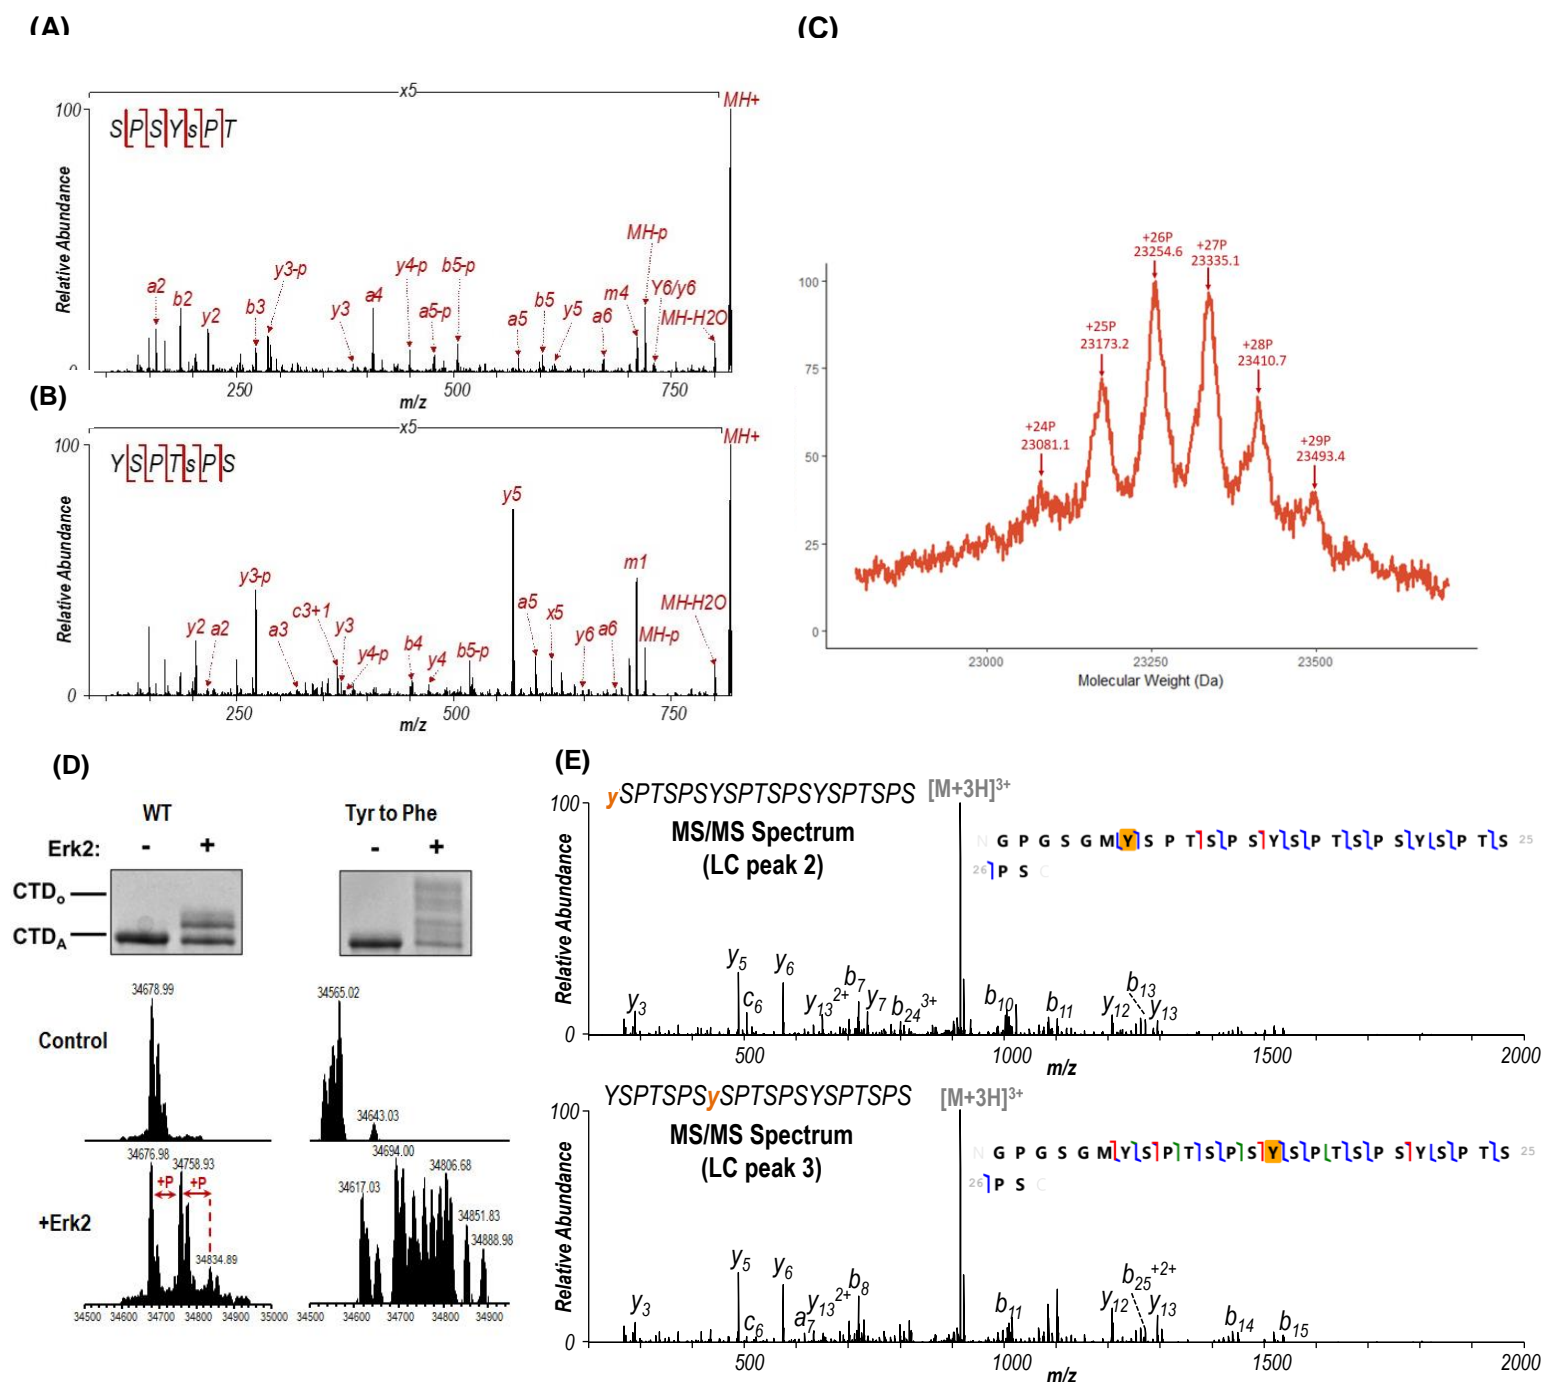 (A)
x5
MH+
100
SPSYsPT
Relative Abundance
MH-p
y3-p
y4-p
b5-p
a2
b2
y2
b3
y3
a4
a5-p
a5
b5
y5
a6
m4
Y6/y6
MH-H2O
0
250
500
750
m/z
(B)
x5
MH+
100
YSPTsPS
Relative Abundance
y5
y3-p
m1
c3+1
y2
a2
a3
y3
y4-p
b4
y4
b5-p
a5
x5
y6
a6
MH-p
MH-H2O
0
250
500
750
m/z
(C)
+26P
23254.6
+27P
23335.1
+25P
23173.2
+28P
23410.7
+24P
23081.1
+29P
23493.4
100
75
50
25
0
23000
23250
23500
Molecular Weight (Da)
(D)
WT
Tyr to Phe
Erk2:
-
+
-
+
CTDo
CTDA
34678.99
34565.02
Control
34643.03
34676.98
34758.93
+P
+P
34834.89
34694.00
34617.03
34806.68
34851.83
34888.98
+Erk2
34500 34600 34700 34800 34900 35000
34500 34600 34700 34800 34900
(E)
ySPTSPSYSPTSPSYSPTSPS
[M+3H]3+
100
MS/MS Spectrum
(LC peak 2)
N G P G S G M Y S P T S P S Y S P T S P S Y S P T S 25
26 P S C
Relative Abundance
y3
y5
c6
y6
y13 2+
b7
y7
b24 3+
b10
b11
y12
b13
y13
0
500
1000
1500
2000
m/z
YSPTSPSySPTSPSYSPTSPS
[M+3H]3+
100
MS/MS Spectrum
(LC peak 3)
N G P G S G M Y S P T S P S Y S P T S P S Y S P T S 25
26 P S C
Relative Abundance
y3
y5
c6
y6
a7
y13 2+
b8
b11
y12
b25 +2+
y13
b14
b15
0
500
1000
1500
2000
m/z